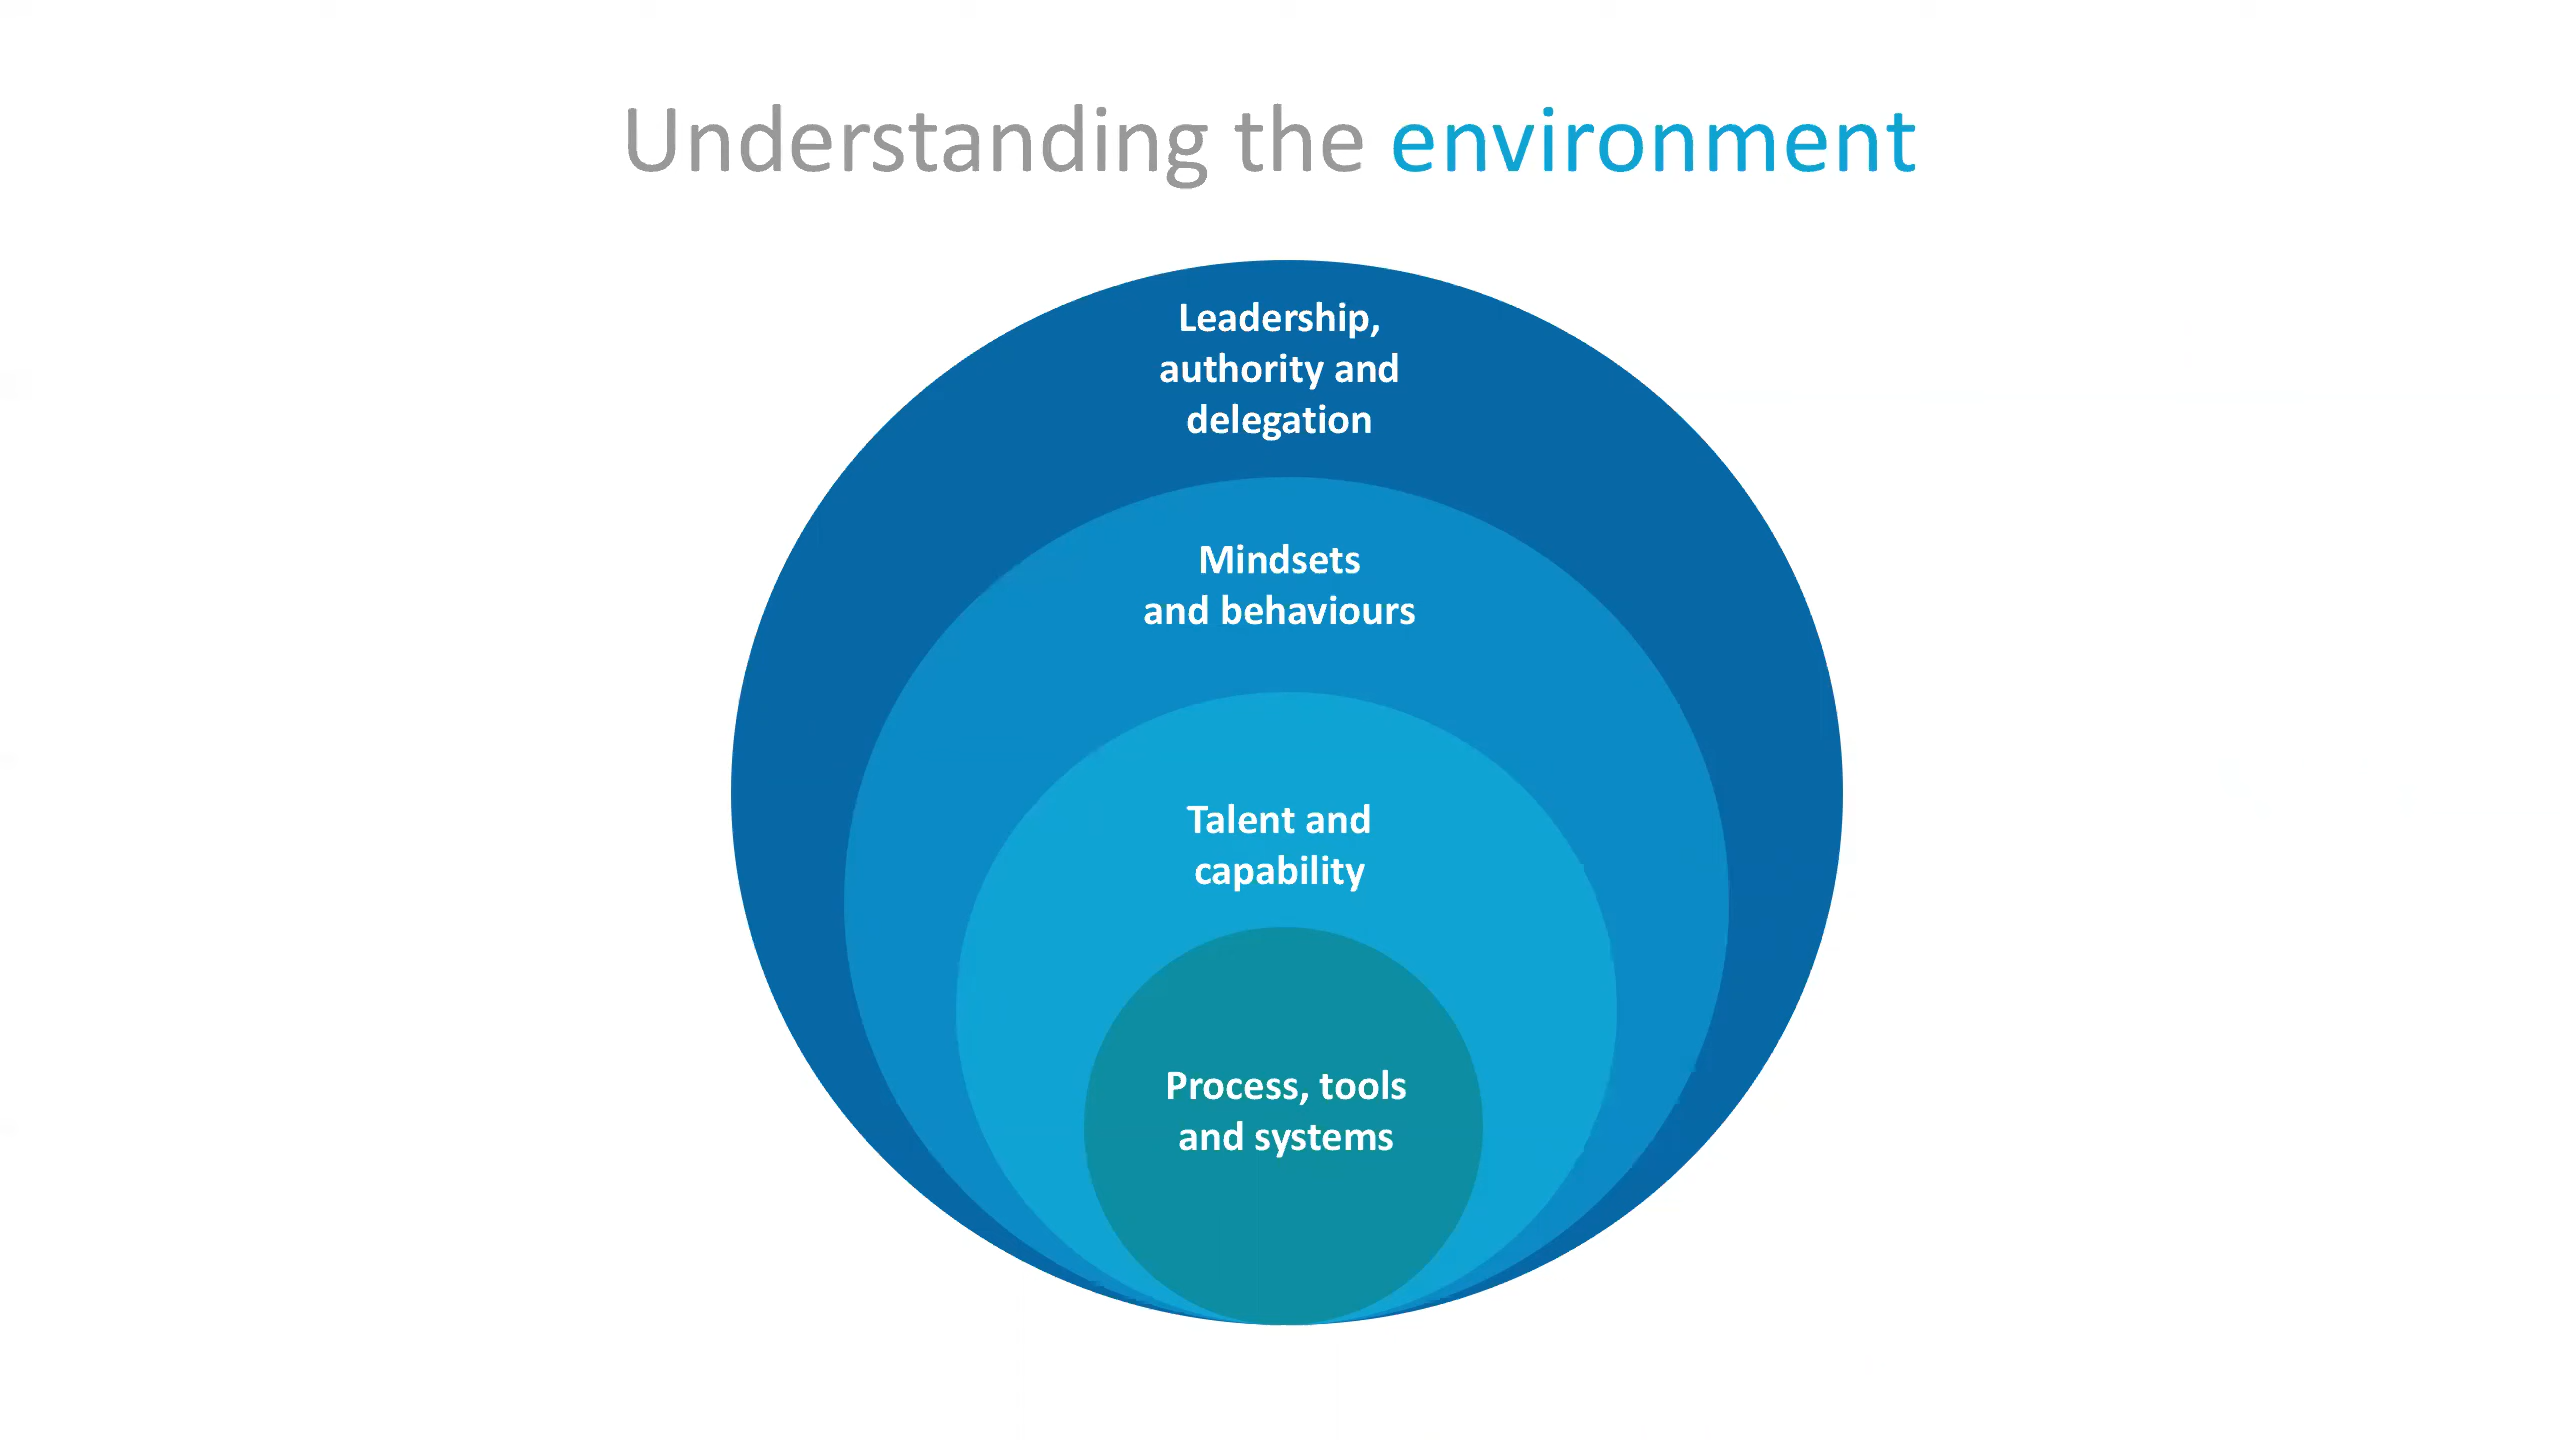 Understanding the environment
Leadership,
authority and
delegation
Mindsets
and behaviours
Talent and
capability
Process, tools
and systems